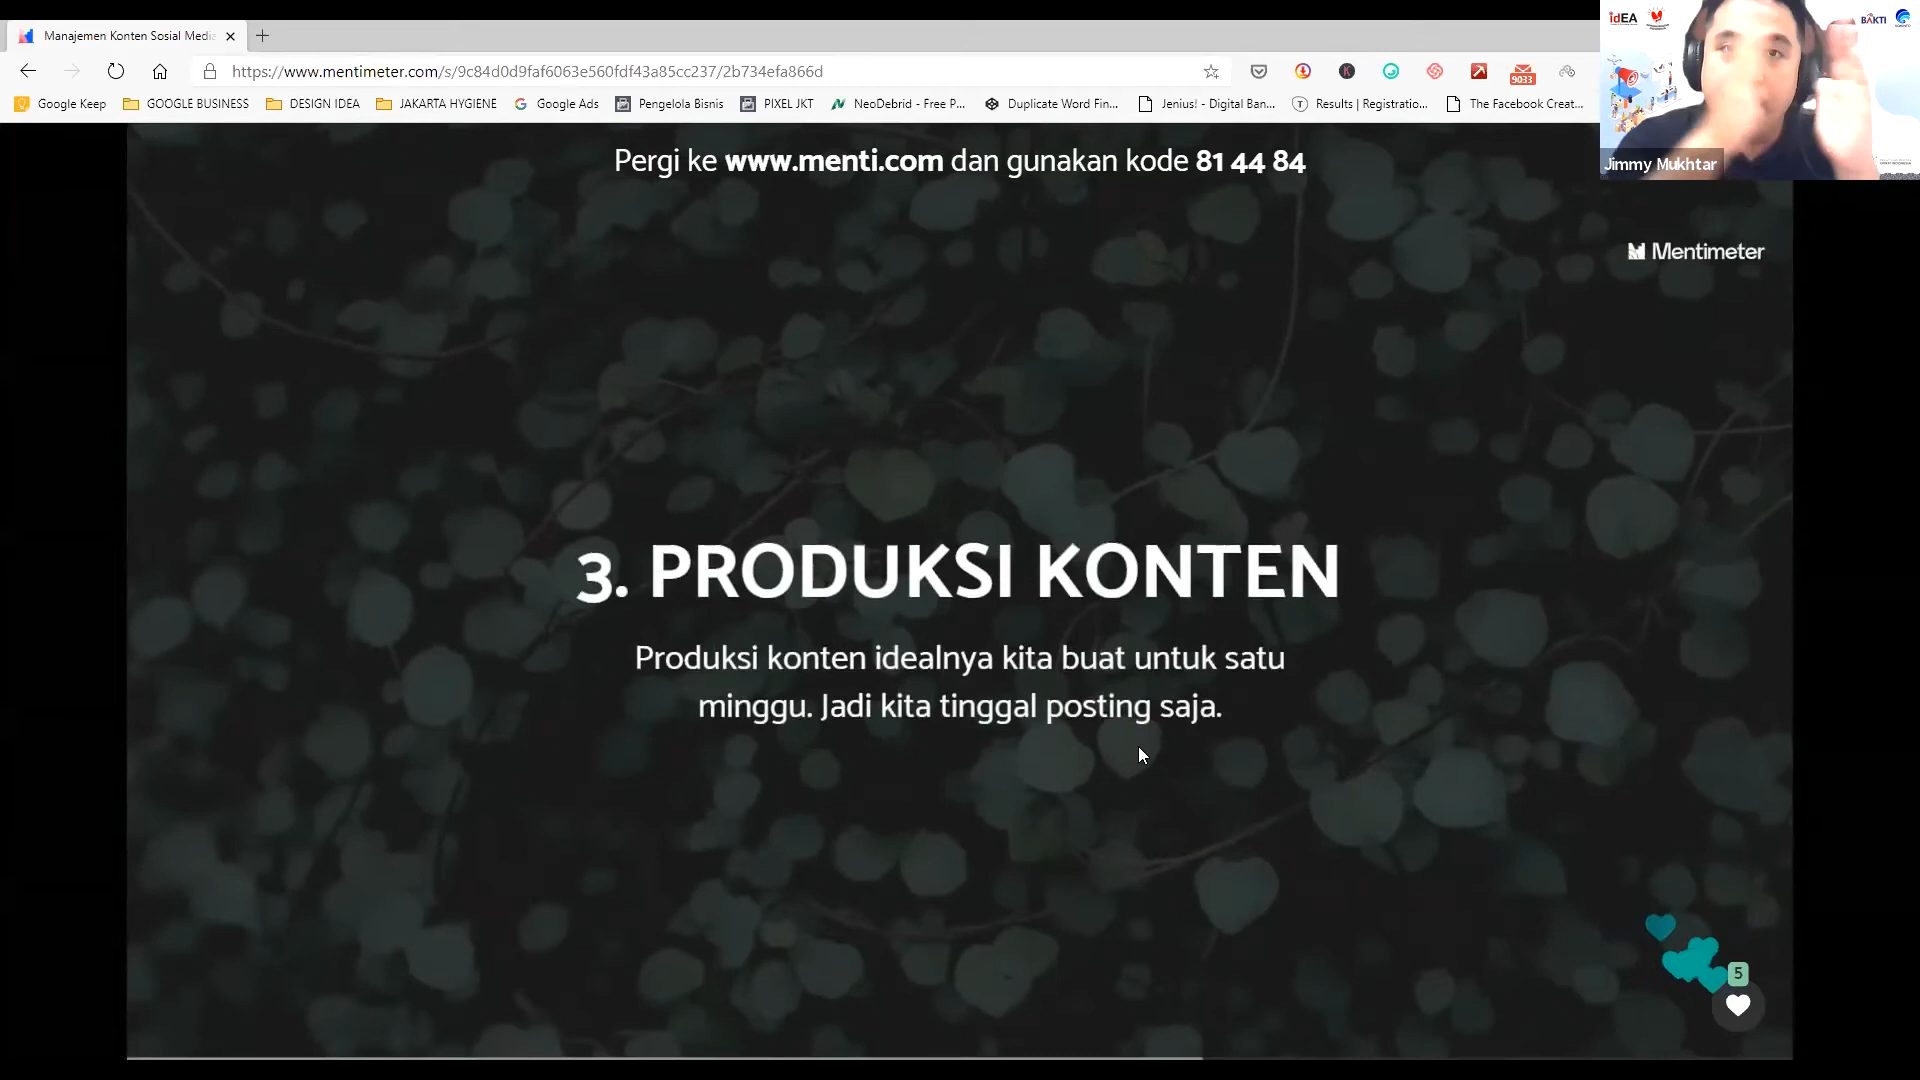 Manajemen Konten Sosial Media
https://www.mentimeter.com/s/9c84d0d9faf6063e560fdf43a85cc237/2b734efa866d
9033
Google Keep
GOOGLE BUSINESS
DESIGN IDEA
JAKARTA HYGIENE
Google Ads
Pengelola Bisnis
PIXEL JKT
NeoDebrid - Free P...
Duplicate Word Fin...
Jenius! - Digital Ban...
Results | Registratio...
The Facebook Creat...
idEA
BAKTI
Jimmy Mukhtar
Pergi ke www.menti.com dan gunakan kode 81 44 84
Mentimeter
3. PRODUKSI KONTEN
Produksi konten idealnya kita buat untuk satu
minggu. Jadi kita tinggal posting saja.
5